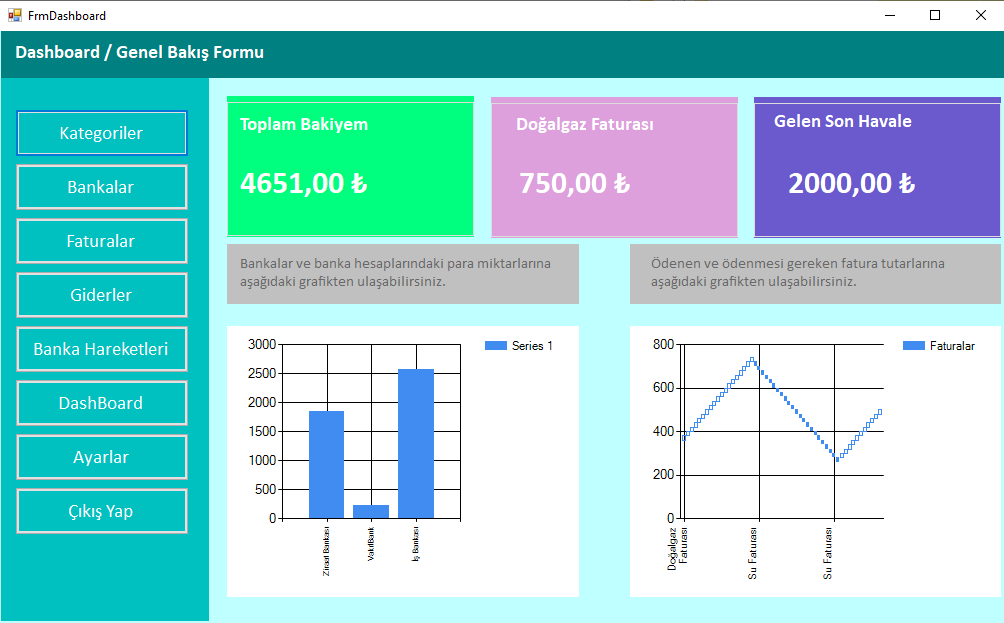 FrmDashboard
Dashboard / Genel Bakış Formu
Kategoriler
Bankalar
Faturalar
Giderler
Banka Hareketleri
DashBoard
Ayarlar
Çıkış Yap
Toplam Bakiyem
4651,00 ₺
Doğalgaz Faturası
750,00 ₺
Gelen Son Havale
2000,00 ₺
Bankalar ve banka hesaplarındaki para miktarlarına
aşağıdaki grafikten ulaşabilirsiniz.
Ödenen ve ödenmesi gereken fatura tutarlarına
aşağıdaki grafikten ulaşabilirsiniz.
3000
2500
2000
1500
1000
500
0
Ziraat Bankası
VakıfBank
İş Bankası
Series 1
800
600
400
200
0
Doğalgaz
Faturası
Su Faturası
Su Faturası
Faturalar